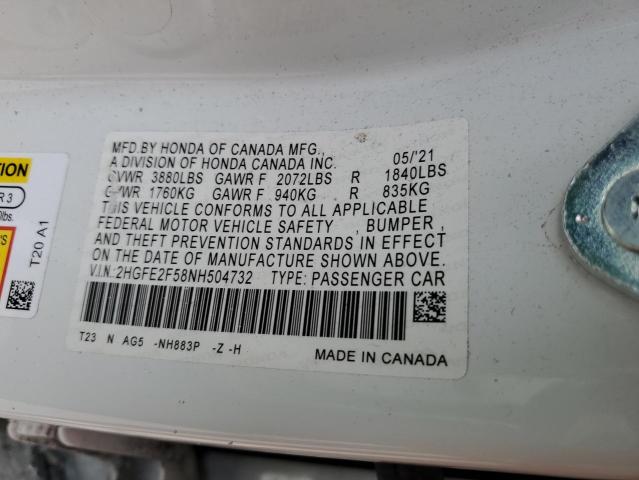 MFD.BY HONDA OF CANADA MFG.,
A DIVISION OF HONDA CANADA INC. 05/'21
GVWR 3880LBS GAWR F 2072LBS R 1840LBS
GVWR 1760KG GAWR F 940KG R 835KG
THIS VEHICLE CONFORMS TO ALL APPLICABLE
FEDERAL MOTOR VEHICLE SAFETY , BUMPER,
AND THEFT PREVENTION STANDARDS IN EFFECT
ON THE DATE OF MANUFACTURE SHOWN ABOVE.
V.I.N.:2HGFE2F58NH504732 TYPE: PASSENGER CAR
T23 N AG5 -NH883P -Z -H
MADE IN CANADA
TION
R 3
lbs.
T20 A1